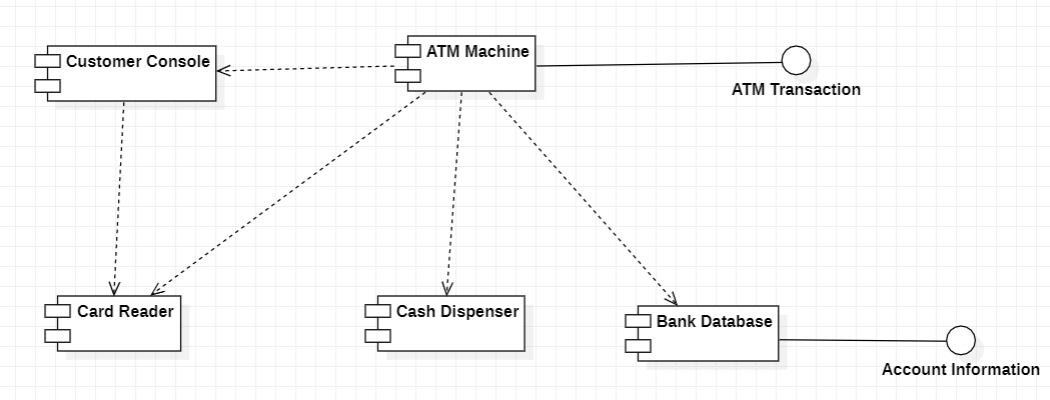 Customer Console
ATM Machine
ATM Transaction
Card Reader
Cash Dispenser
Bank Database
Account Information